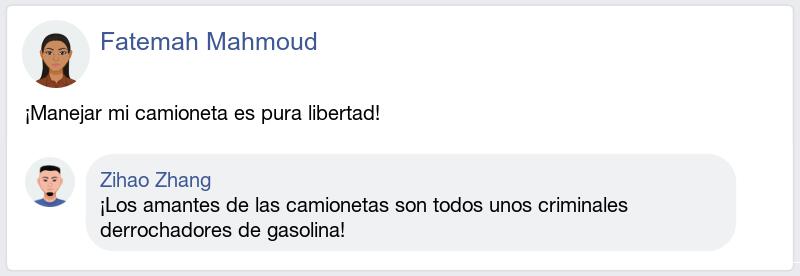 Fatemah Mahmoud
¡Manejar mi camioneta es pura libertad!
Zihao Zhang
¡Los amantes de las camionetas son todos unos criminales
derrochadores de gasolina!